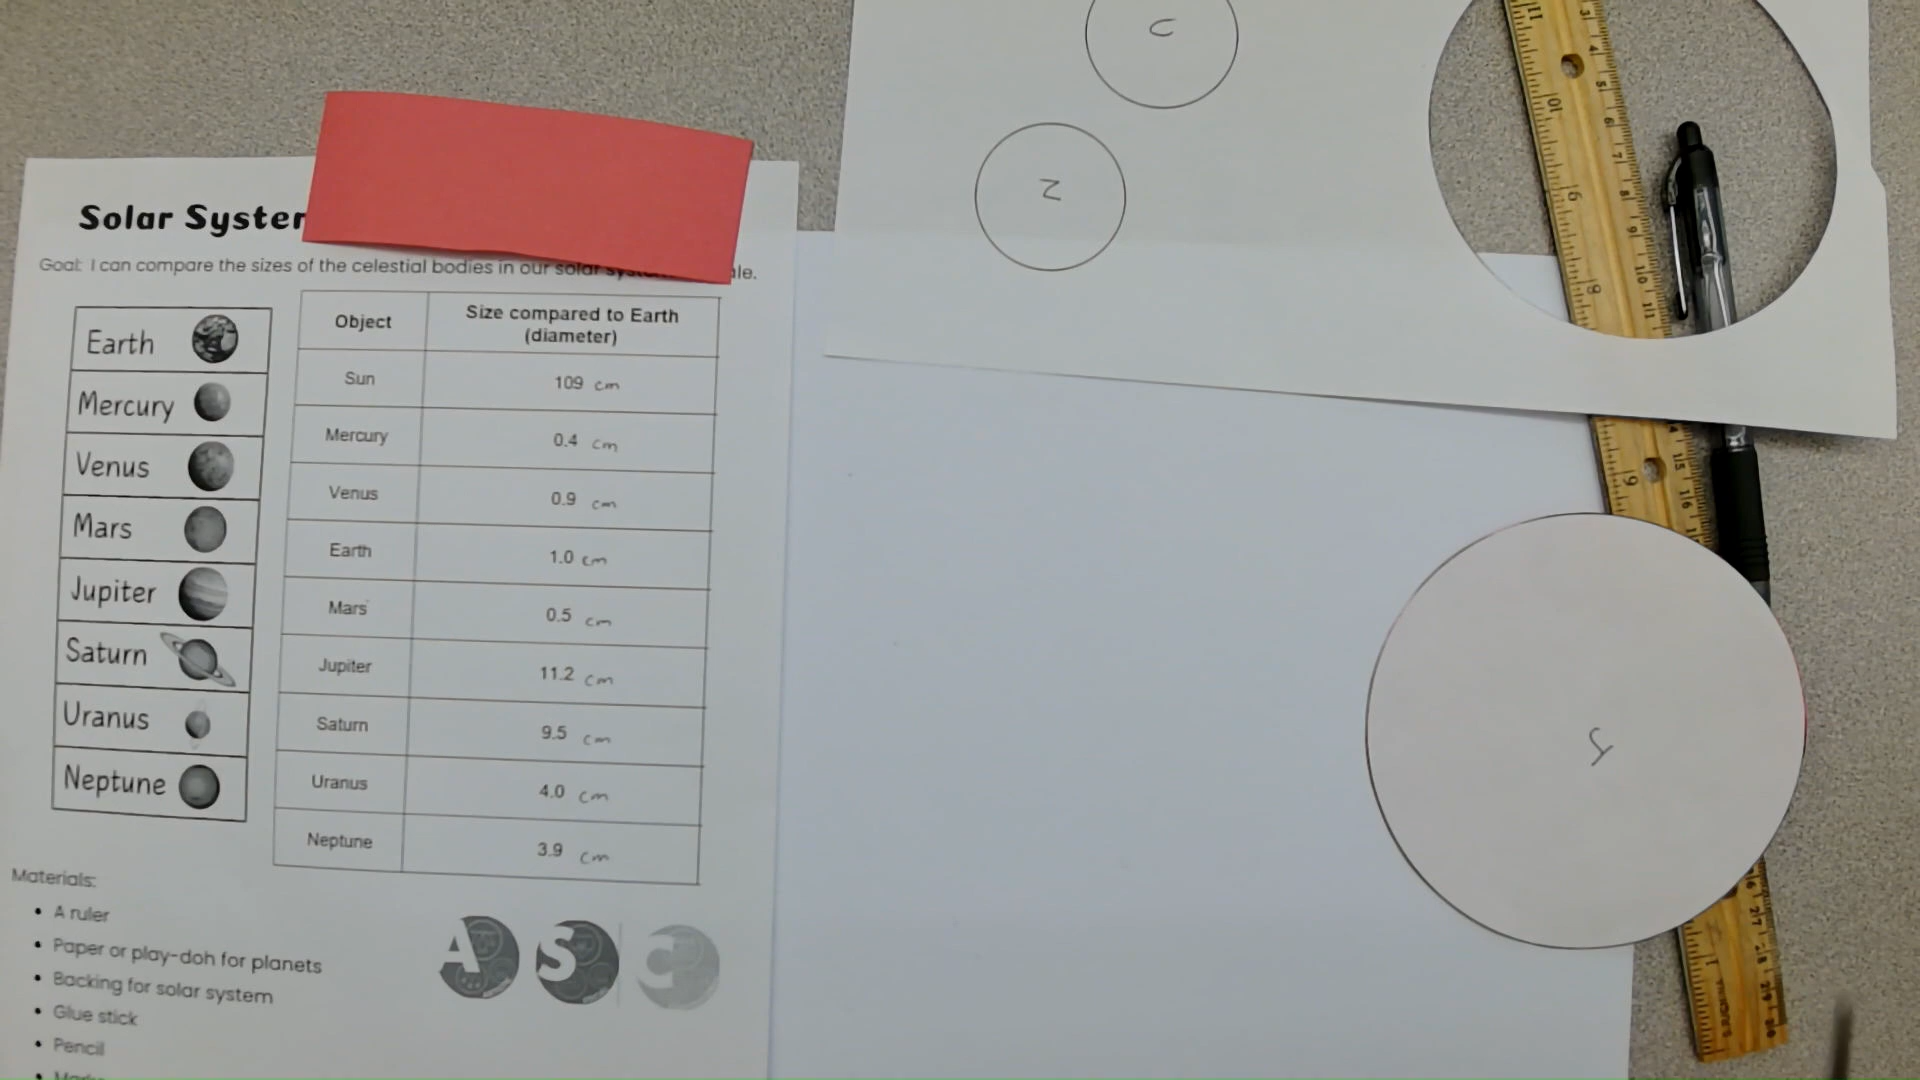 Solar Syster
Goal: I can compare the sizes of the celestial bodies in our solar
Earth
Mercury
Venus
Mars
Jupiter
Saturn
Uranus
Neptune
Object Size compared to Earth
(diameter)
Sun 109 cm
Mercury 0.4 cm
Venus 0.9 cm
Earth 1.0 cm
Mars 0.5 cm
Jupiter 11.2 cm
Saturn 9.5 cm
Uranus 4.0 cm
Neptune 3.9 cm
Materials:
• A ruler
• Paper or play-doh for planets
• Backing for solar system
• Glue stick
• Pencil
A S C
U
N
J